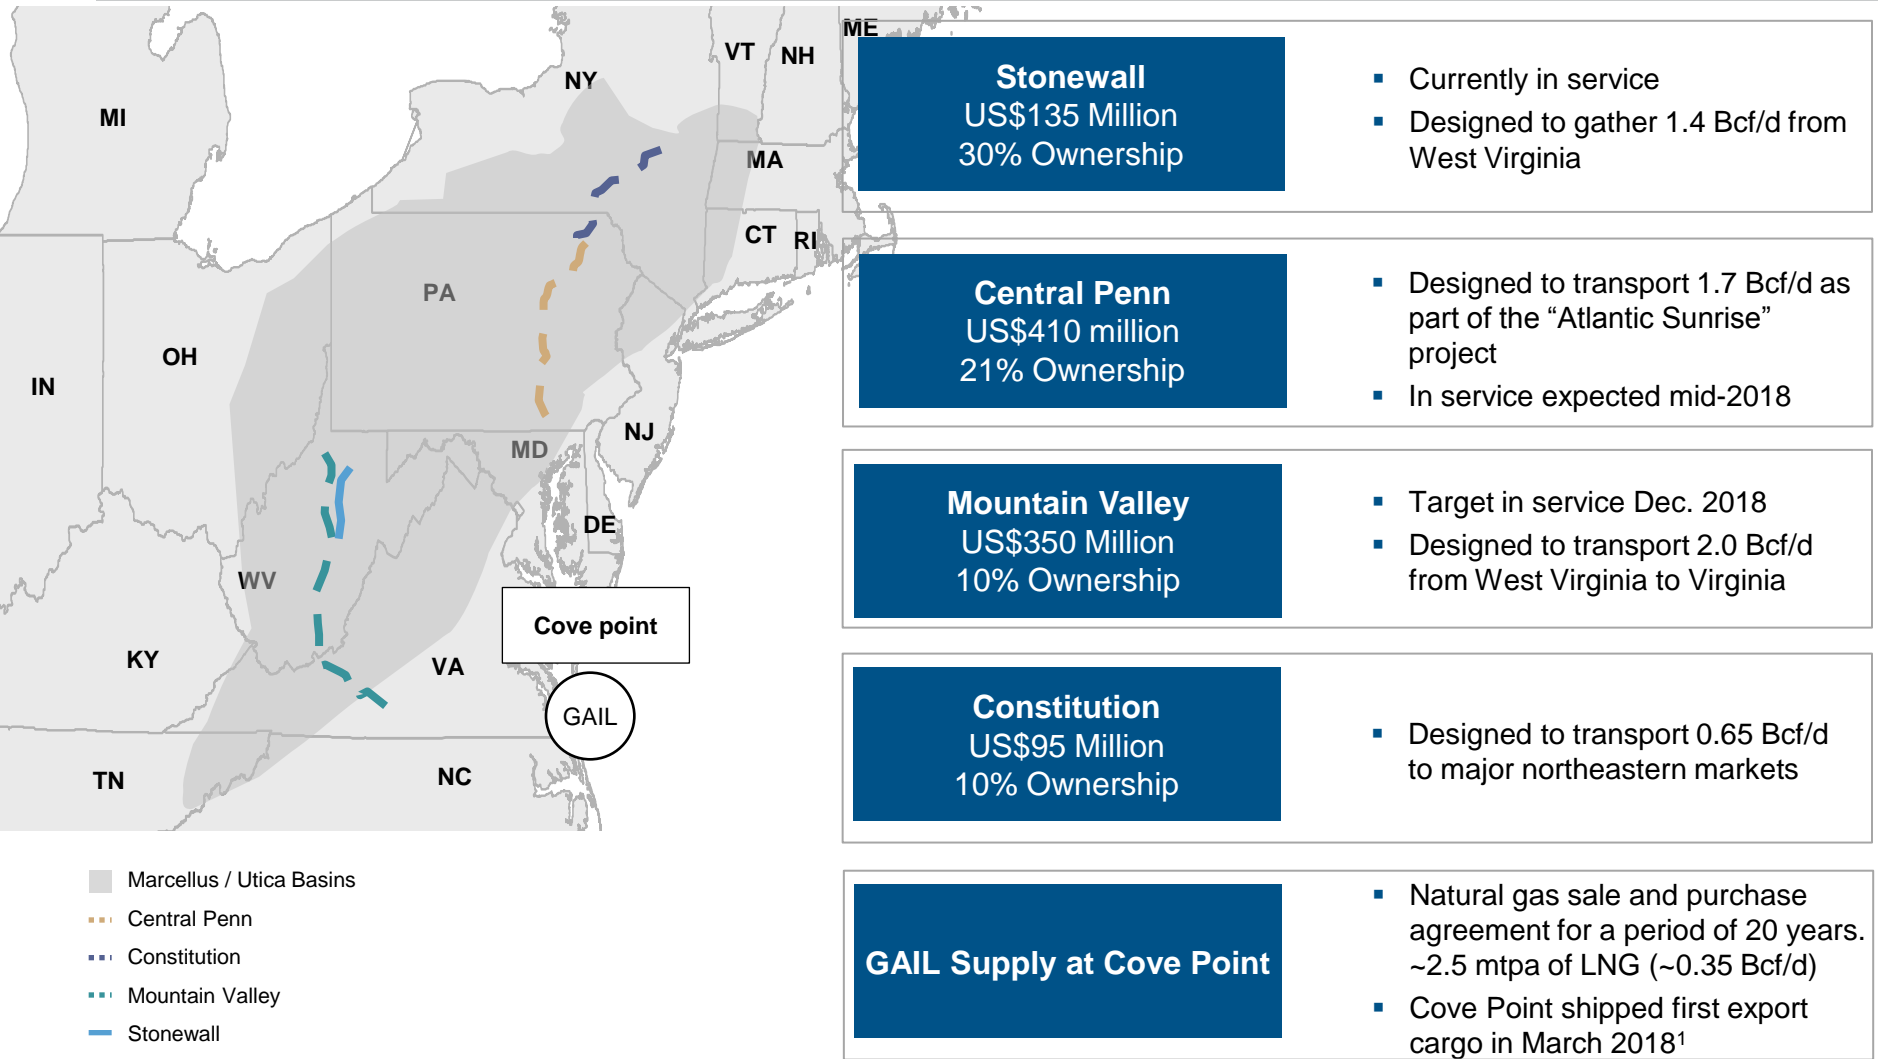 ME
VT
NH
NY
MI
MA
CT
RI
PA
OH
IN
NJ
MD
DE
WV
Cove point
KY
VA
GAIL
TN
NC
Marcellus / Utica Basins
Central Penn
Constitution
Mountain Valley
Stonewall
Stonewall
US$135 Million
30% Ownership
▪ Currently in service
▪ Designed to gather 1.4 Bcf/d from
West Virginia
Central Penn
US$410 million
21% Ownership
▪ Designed to transport 1.7 Bcf/d as
part of the “Atlantic Sunrise”
project
▪ In service expected mid-2018
Mountain Valley
US$350 Million
10% Ownership
▪ Target in service Dec. 2018
▪ Designed to transport 2.0 Bcf/d
from West Virginia to Virginia
Constitution
US$95 Million
10% Ownership
▪ Designed to transport 0.65 Bcf/d
to major northeastern markets
GAIL Supply at Cove Point
▪ Natural gas sale and purchase
agreement for a period of 20 years.
~2.5 mtpa of LNG (~0.35 Bcf/d)
▪ Cove Point shipped first export
cargo in March 2018¹